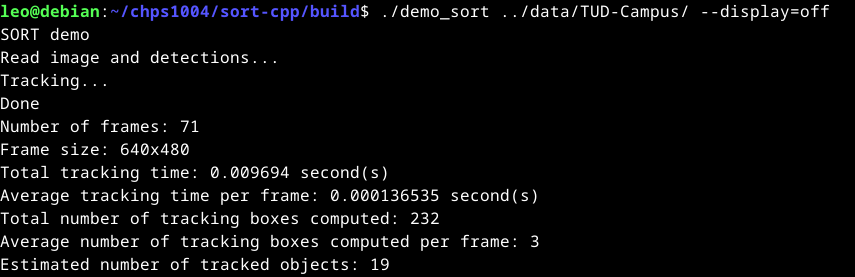 leo@debian:~/chps1004/sort-cpp/build$ ./demo_sort ../data/TUD-Campus/ --display=off
SORT demo
Read image and detections...
Tracking...
Done
Number of frames: 71
Frame size: 640x480
Total tracking time: 0.009694 second(s)
Average tracking time per frame: 0.000136535 second(s)
Total number of tracking boxes computed: 232
Average number of tracking boxes computed per frame: 3
Estimated number of tracked objects: 19